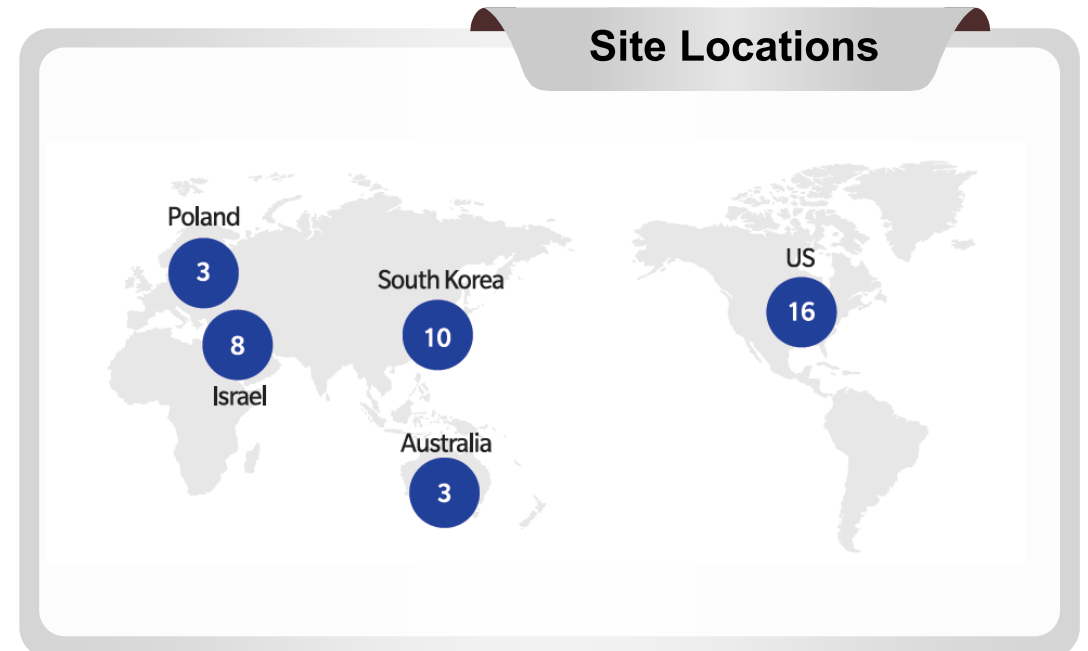 Site Locations
Poland
3
8
Israel
South Korea
10
Australia
3
US
16